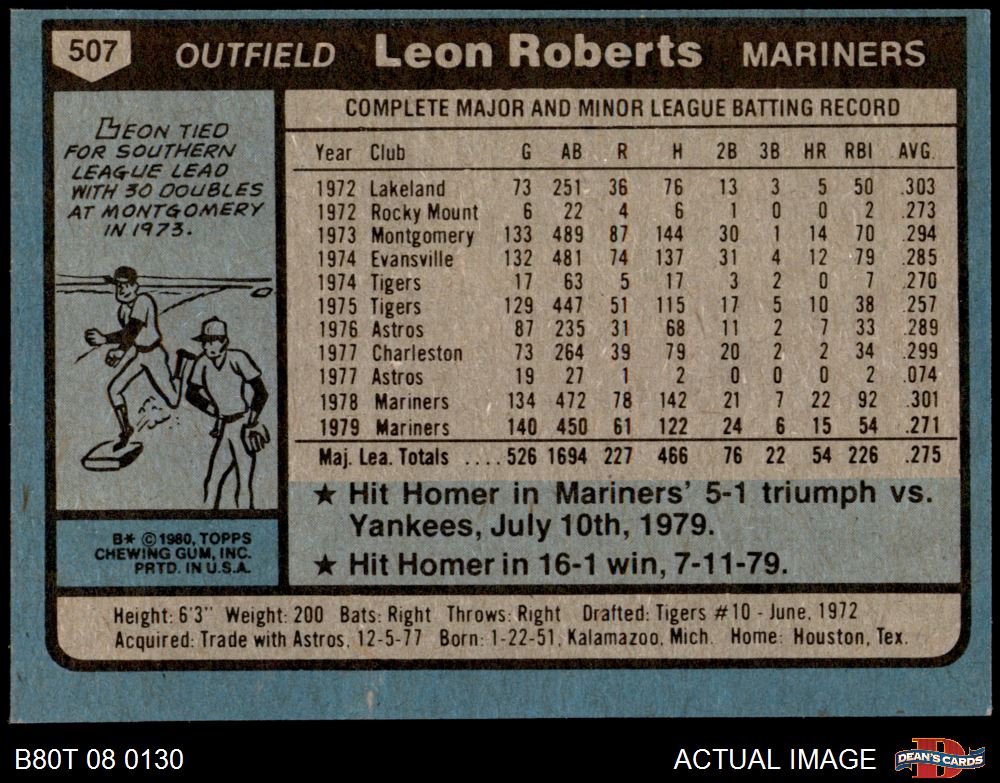 507 OUTFIELD Leon Roberts MARINERS
LEON TIED
FOR SOUTHERN
LEAGUE LEAD
WITH 30 DOUBLES
AT MONTGOMERY
IN 1973.
B* ©1980, TOPPS
CHEWING GUM, INC.
PRTD. IN U.S.A.
COMPLETE MAJOR AND MINOR LEAGUE BATTING RECORD
Year Club G AB R H 2B 3B HR RBI AVG.
1972 Lakeland 73 251 36 76 13 3 5 50 .303
1972 Rocky Mount 6 22 4 6 1 0 0 2 .273
1973 Montgomery 133 489 87 144 30 1 14 70 .294
1974 Evansville 132 481 74 137 31 4 12 79 .285
1974 Tigers 17 63 5 17 3 2 0 7 .270
1975 Tigers 129 447 51 115 17 5 10 38 .257
1976 Astros 87 235 31 68 11 2 7 33 .289
1977 Charleston 73 264 39 79 20 2 2 34 .299
1977 Astros 19 27 1 2 0 0 0 2 .074
1978 Mariners 134 472 78 142 21 7 22 92 .301
1979 Mariners 140 450 61 122 24 6 15 54 .271
Maj. Lea. Totals .... 526 1694 227 466 76 22 54 226 .275
★ Hit Homer in Mariners' 5-1 triumph vs.
Yankees, July 10th, 1979.
★ Hit Homer in 16-1 win, 7-11-79.
Height: 6'3" Weight: 200 Bats: Right Throws: Right Drafted: Tigers #10 - June, 1972
Acquired: Trade with Astros, 12-5-77 Born: 1-22-51, Kalamazoo, Mich. Home: Houston, Tex.
B80T 08 0130 ACTUAL IMAGE D DEAN'S CARDS